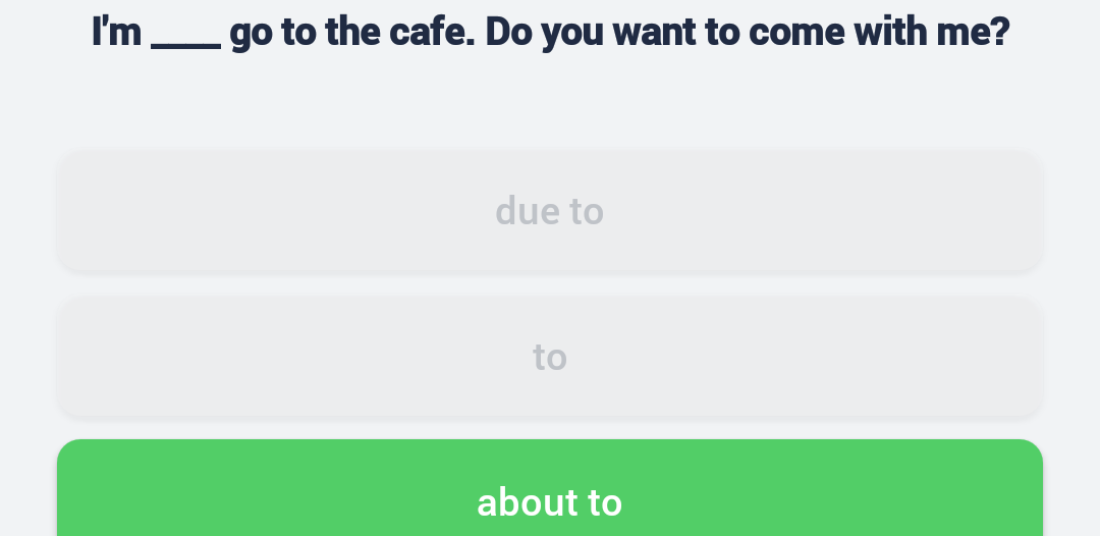 I'm ____ go to the cafe. Do you want to come with me?
due to
to
about to